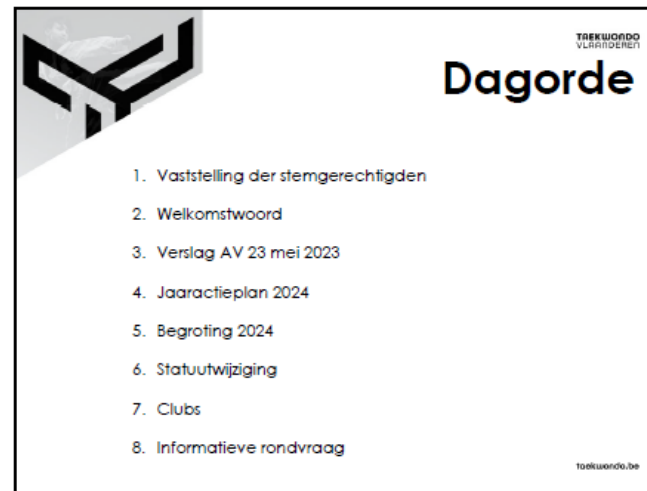 TAEKWONDO
VLAANDEREN
Dagorde
1. Vaststelling der stemgerechtigden
2. Welkomstwoord
3. Verslag AV 23 mei 2023
4. Jaaractieplan 2024
5. Begroting 2024
6. Statuutwijziging
7. Clubs
8. Informatieve rondvraag
taekwondo.be